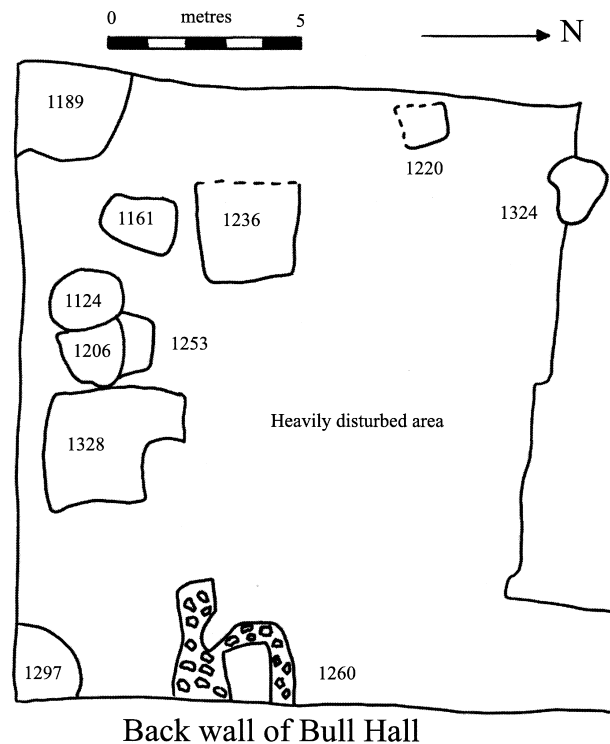 0 metres 5
N
1189
1220
1161
1236
1324
1124
1206
1253
Heavily disturbed area
1328
1297
1260
Back wall of Bull Hall